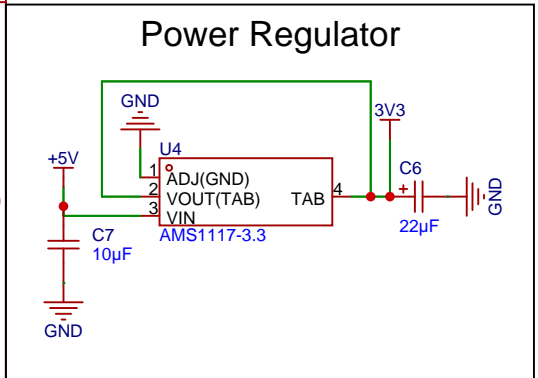 Power Regulator
GND
3V3
+5V
U4
1
ADJ(GND)
2
VOUT(TAB)
TAB
4
3
VIN
AMS1117-3.3
C6
+
22µF
GND
C7
10µF
GND